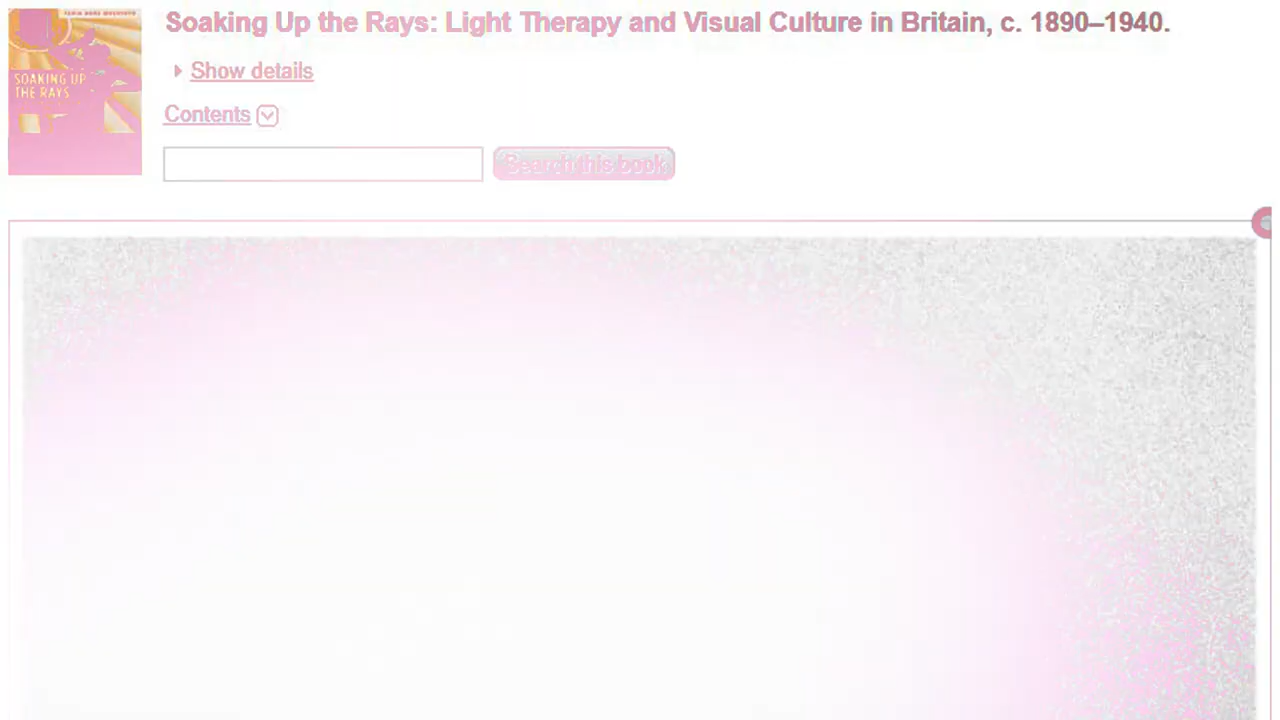 Soaking Up the Rays: Light Therapy and Visual Culture in Britain, c. 1890–1940.
Show details
Contents
Search this book
SOAKING UP
THE RAYS